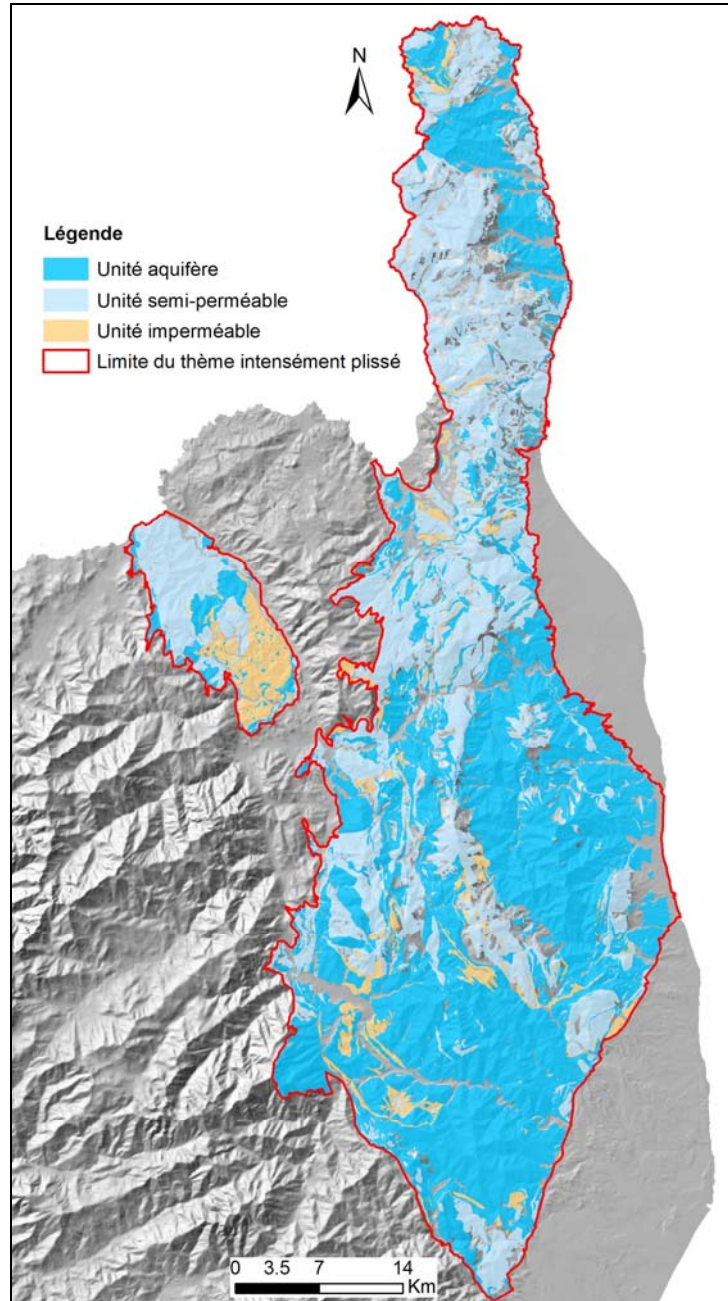 N
Légende
Unité aquifère
Unité semi-perméable
Unité imperméable
Limite du thème intensément plissé
0 3.5 7 14
Km